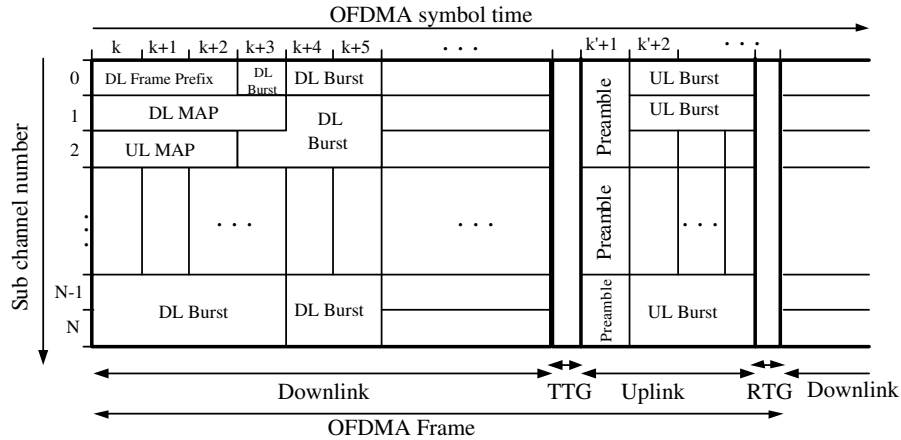 OFDMA symbol time
k k+1 k+2 k+3 k+4 k+5 . . . k'+1 k'+2 . . .
Sub channel number
0 DL Frame Prefix DL Burst DL Burst UL Burst
1 DL MAP DL Burst Preamble UL Burst
2 UL MAP
. . . . . . . . . Preamble . . .
N-1
N DL Burst DL Burst Preamble UL Burst
Downlink TTG Uplink RTG Downlink
OFDMA Frame